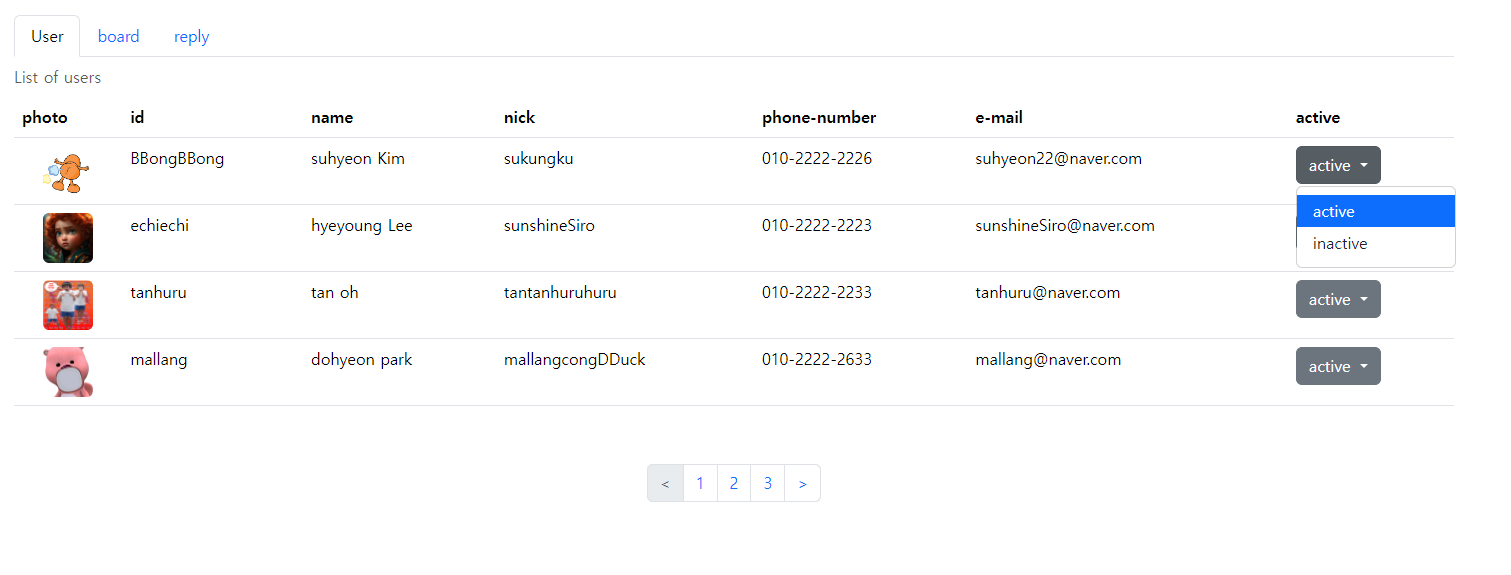 User board reply
List of users
photo id name nick phone-number e-mail active
BBongBBong suhyeon Kim sukungku 010-2222-2226 suhyeon22@naver.com active
echiechi hyeyoung Lee sunshineSiro 010-2222-2223 sunshineSiro@naver.com active
inactive
tanhuru tan oh tantanhuruhuru 010-2222-2233 tanhuru@naver.com active
mallang dohyeon park mallangcongDDuck 010-2222-2633 mallang@naver.com active
< 1 2 3 >